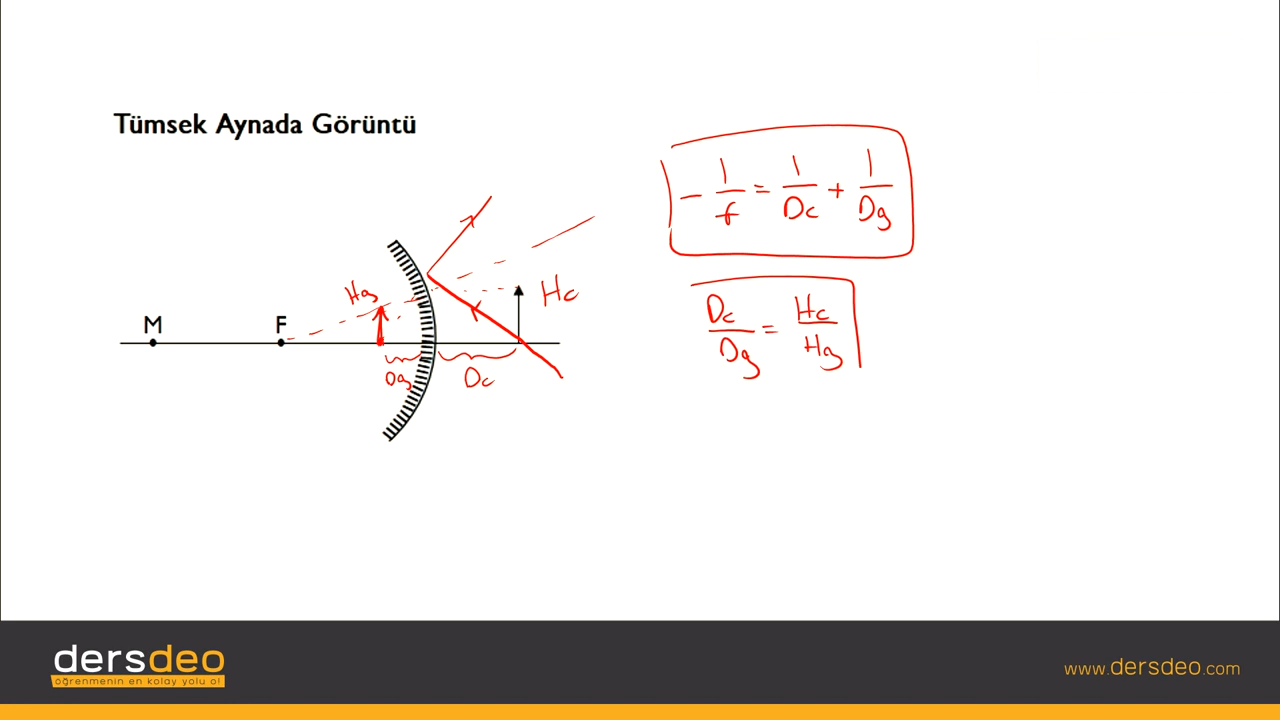 Tümsek Aynada Görüntü
- 1/f = 1/Dc + 1/Dg
Dc/Dg = Hc/Hg
Hg
Hc
M
F
Dg
Dc
dersdeo
öğrenmenin en kolay yolu o!
www.dersdeo.com